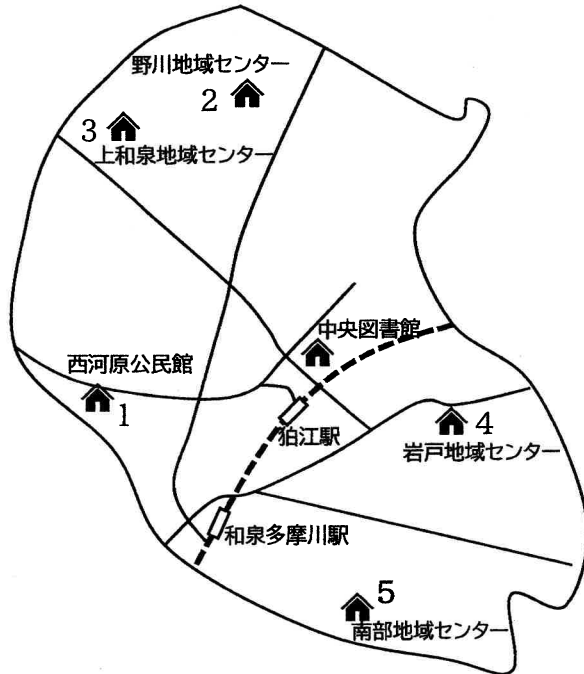 野川地域センター
2
3
上和泉地域センター
中央図書館
西河原公民館
1
狛江駅
4
岩戸地域センター
和泉多摩川駅
5
南部地域センター